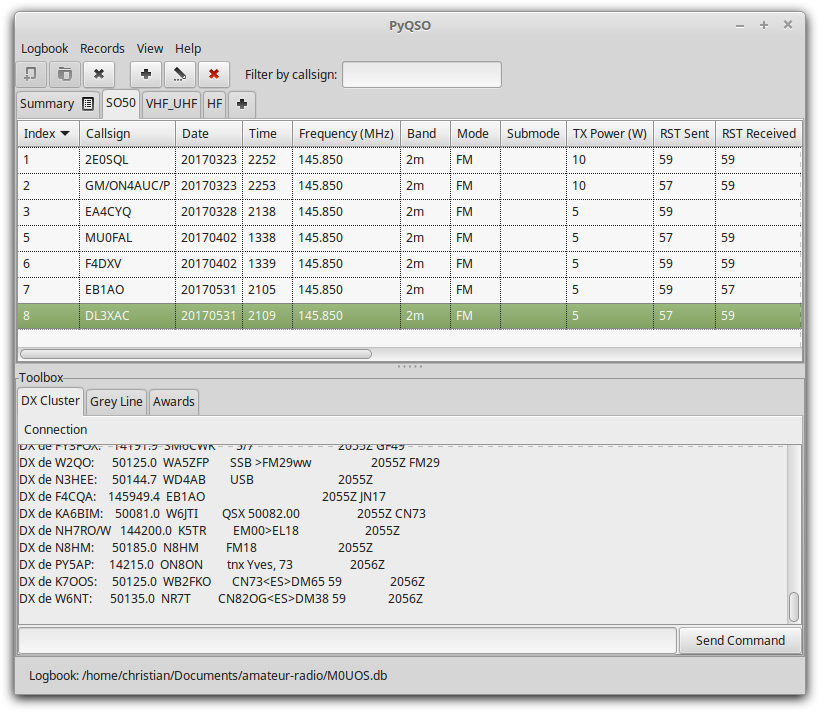 PyQSO
Logbook Records View Help
Filter by callsign:
Summary SO50 VHF_UHF HF
Index Callsign Date Time Frequency (MHz) Band Mode Submode TX Power (W) RST Sent RST Received
1 2E0SQL 20170323 2252 145.850 2m FM 10 59 59
2 GM/ON4AUC/P 20170323 2253 145.850 2m FM 10 57 59
3 EA4CYQ 20170328 2138 145.850 2m FM 5 59
5 MU0FAL 20170402 1338 145.850 2m FM 5 57 59
6 F4DXV 20170402 1339 145.850 2m FM 5 59 59
7 EB1AO 20170531 2105 145.850 2m FM 5 59 57
8 DL3XAC 20170531 2109 145.850 2m FM 5 57 59
Toolbox
DX Cluster Grey Line Awards
Connection
DX de PY3FOX: 14191.9 SM6CWK 5/7 2055Z GF49
DX de W2QO: 50125.0 WA5ZFP SSB >FM29ww 2055Z FM29
DX de N3HEE: 50144.7 WD4AB USB 2055Z
DX de F4CQA: 145949.4 EB1AO 2055Z JN17
DX de KA6BIM: 50081.0 W6JTI QSX 50082.00 2055Z CN73
DX de NH7RO/W 144200.0 K5TR EM00>EL18 2055Z
DX de N8HM: 50185.0 N8HM FM18 2055Z
DX de PY5AP: 14215.0 ON8ON tnx Yves, 73 2056Z
DX de K7OOS: 50125.0 WB2FKO CN73<ES>DM65 59 2056Z
DX de W6NT: 50135.0 NR7T CN82OG<ES>DM38 59 2056Z
Send Command
Logbook: /home/christian/Documents/amateur-radio/M0UOS.db